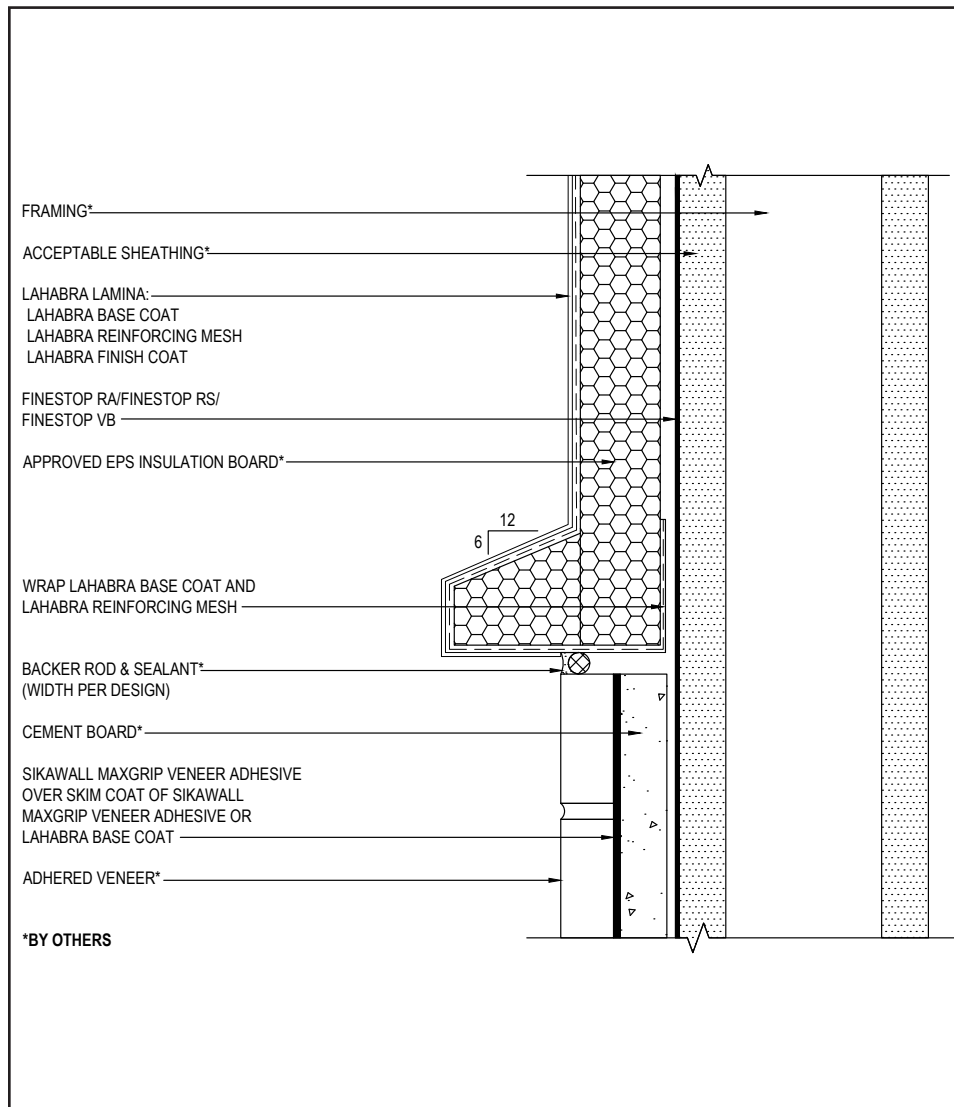 FRAMING*
ACCEPTABLE SHEATHING*
LAHABRA LAMINA:
LAHABRA BASE COAT
LAHABRA REINFORCING MESH
LAHABRA FINISH COAT
FINESTOP RA/FINESTOP RS/
FINESTOP VB
APPROVED EPS INSULATION BOARD*
12
6
WRAP LAHABRA BASE COAT AND
LAHABRA REINFORCING MESH
BACKER ROD & SEALANT*
(WIDTH PER DESIGN)
CEMENT BOARD*
SIKAWALL MAXGRIP VENEER ADHESIVE
OVER SKIM COAT OF SIKAWALL
MAXGRIP VENEER ADHESIVE OR
LAHABRA BASE COAT
ADHERED VENEER*
*BY OTHERS